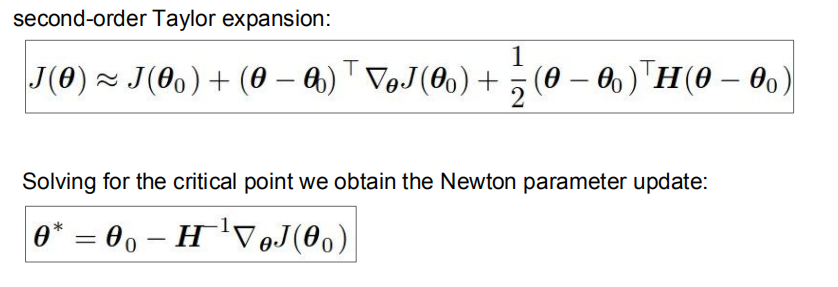 second-order Taylor expansion:
J(θ) ≈ J(θ₀) + (θ − θ₀)ᵀ ∇θJ(θ₀) + 1/2 (θ − θ₀)ᵀH(θ − θ₀)
Solving for the critical point we obtain the Newton parameter update:
θ* = θ₀ − H⁻¹∇θJ(θ₀)